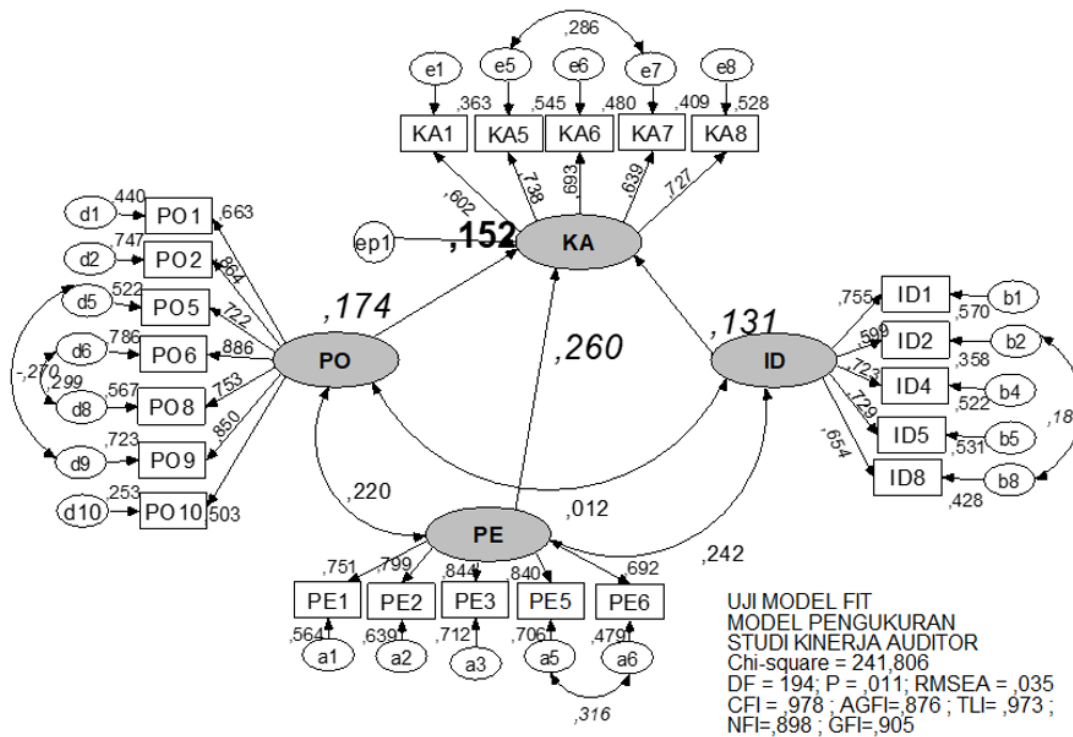 ,286
e1 e5 e6 e7 e8
,363 ,545 ,480 ,409 ,528
KA1 KA5 KA6 KA7 KA8
,602 ,738 ,693 ,639 ,727
ep1 ,152 KA
d1 ,440 PO1 ,663
d2 ,747 PO2 ,864
d5 ,522 PO5 ,722
d6 ,786 PO6 ,886
d8 ,567 PO8 ,753
d9 ,723 PO9 ,850
d10 ,253 PO10 ,503
-,270 ,299
PO ,174
,260
,131 ID
,755 ID1 ,570 b1
,599 ID2 ,358 b2
,723 ID4 ,522 b4
,729 ID5 ,531 b5
,654 ID8 ,428 b8
,18
,220
,012
,242
PE
,751 ,799 ,844 ,840 ,692
PE1 PE2 PE3 PE5 PE6
,564 ,639 ,712 ,706 ,479
a1 a2 a3 a5 a6
,316
UJI MODEL FIT
MODEL PENGUKURAN
STUDI KINERJA AUDITOR
Chi-square = 241,806
DF = 194; P = ,011; RMSEA = ,035
CFI = ,978 ; AGFI=,876 ; TLI= ,973 ;
NFI=,898 ; GFI=,905